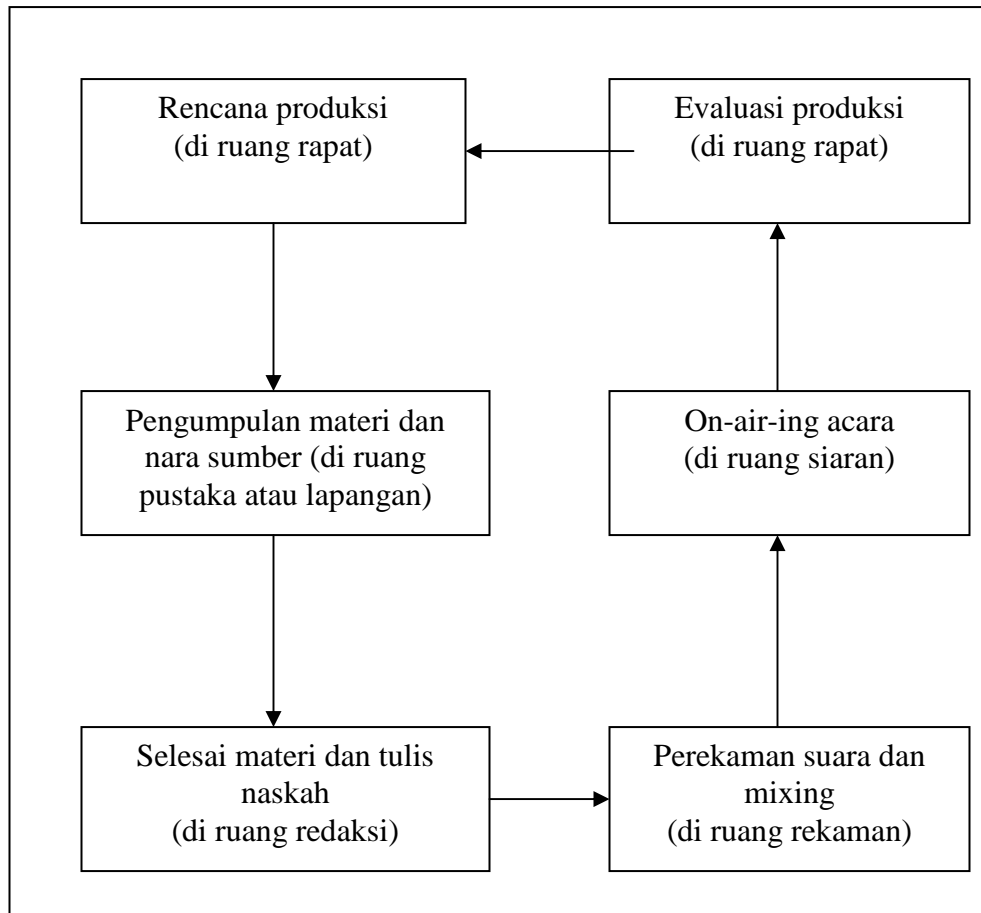 Rencana produksi
(di ruang rapat)
Evaluasi produksi
(di ruang rapat)
Pengumpulan materi dan
nara sumber (di ruang
pustaka atau lapangan)
On-air-ing acara
(di ruang siaran)
Selesai materi dan tulis
naskah
(di ruang redaksi)
Perekaman suara dan
mixing
(di ruang rekaman)